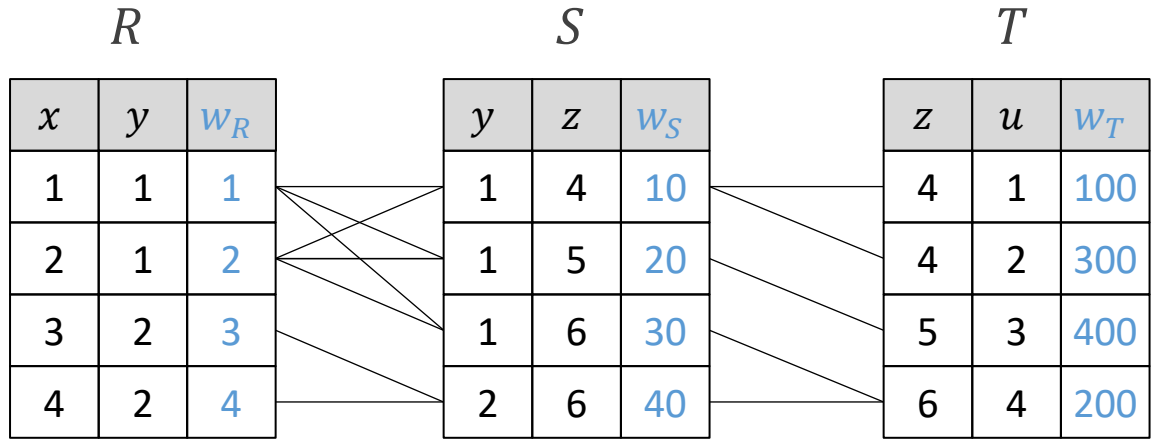 R S T
x y w_R y z w_S z u w_T
1 1 1 1 4 10 4 1 100
2 1 2 1 5 20 4 2 300
3 2 3 1 6 30 5 3 400
4 2 4 2 6 40 6 4 200